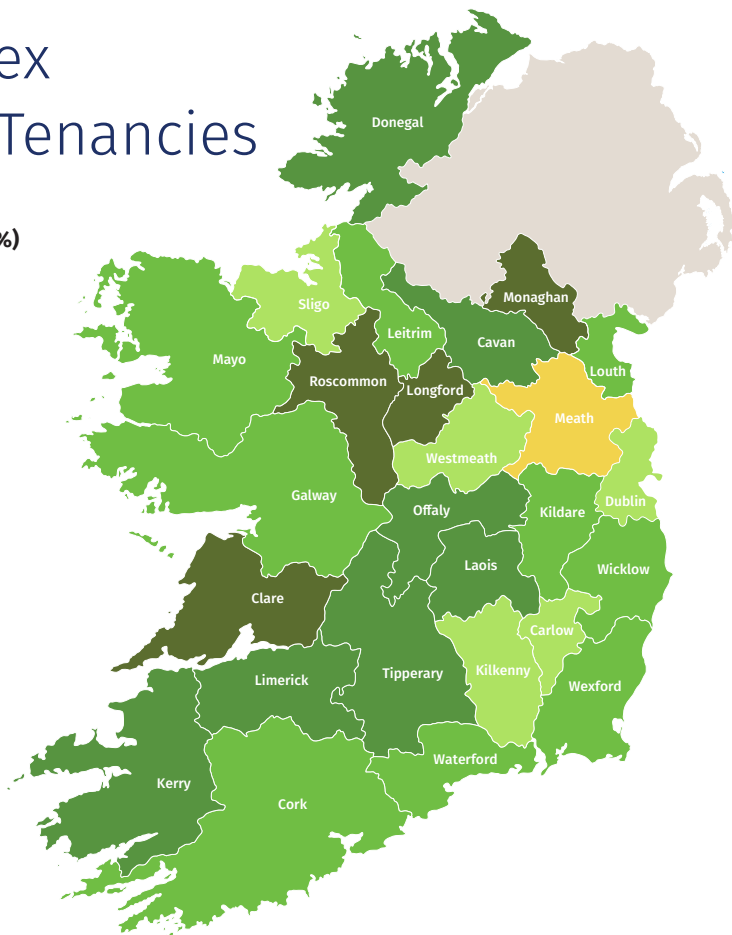 ex
Tenancies
%)
Donegal
Monaghan
Sligo
Leitrim
Cavan
Mayo
Louth
Roscommon
Longford
Meath
Westmeath
Galway
Offaly
Kildare
Dublin
Laois
Wicklow
Clare
Carlow
Kilkenny
Limerick
Tipperary
Wexford
Waterford
Kerry
Cork